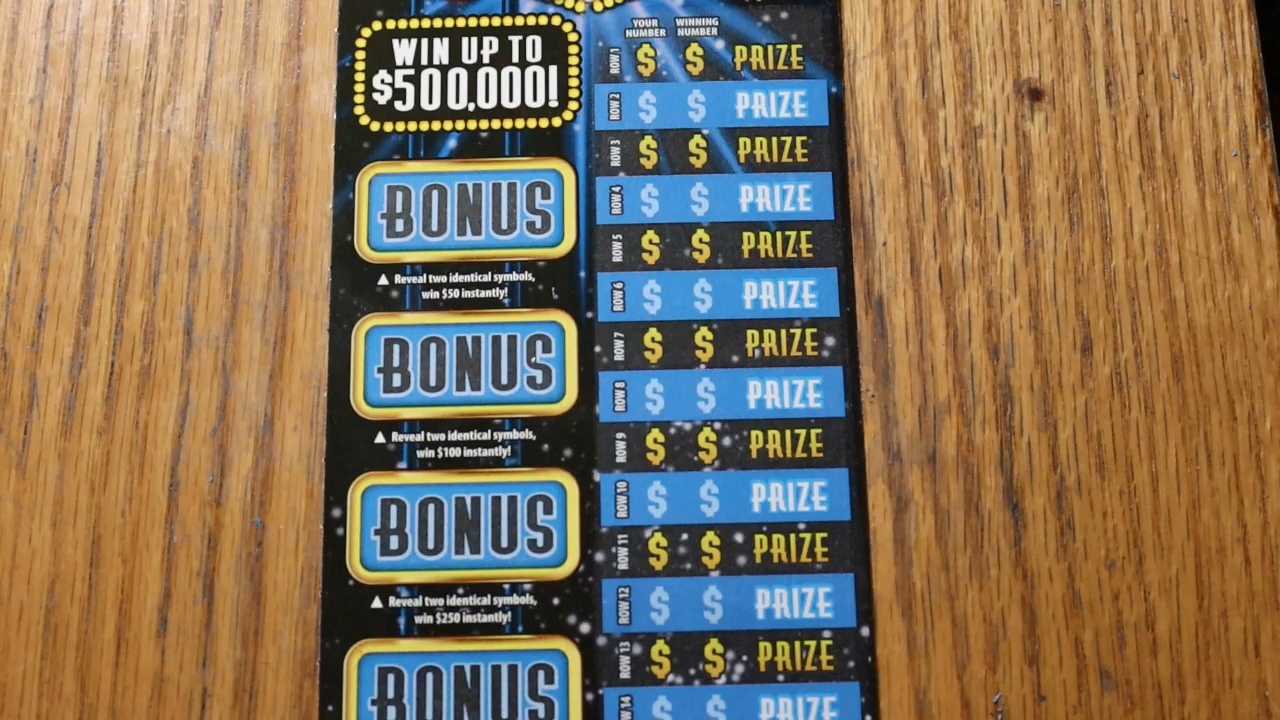 WIN UP TO
$500,000!
BONUS
▲ Reveal two identical symbols,
win $50 instantly!
BONUS
▲ Reveal two identical symbols,
win $100 instantly!
BONUS
▲ Reveal two identical symbols,
win $250 instantly!
BONUS
YOUR NUMBER WINNING NUMBER
ROW 1 $ $ PRIZE
ROW 2 $ $ PRIZE
ROW 3 $ $ PRIZE
ROW 4 $ $ PRIZE
ROW 5 $ $ PRIZE
ROW 6 $ $ PRIZE
ROW 7 $ $ PRIZE
ROW 8 $ $ PRIZE
ROW 9 $ $ PRIZE
ROW 10 $ $ PRIZE
ROW 11 $ $ PRIZE
ROW 12 $ $ PRIZE
ROW 13 $ $ PRIZE
ROW 14 $ $ PRIZE